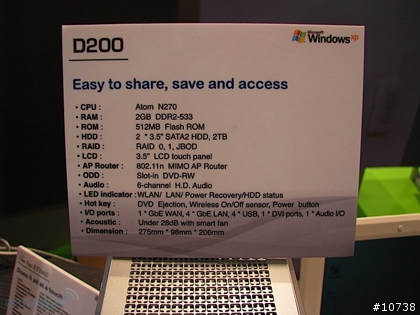 D200
Microsoft
Windows xp
Easy to share, save and access
• CPU : Atom N270
• RAM : 2GB DDR2-533
• ROM : 512MB Flash ROM
• HDD : 2 * 3.5" SATA2 HDD, 2TB
• RAID : RAID 0, 1, JBOD
• LCD : 3.5" LCD touch panel
• AP Router : 802.11n MIMO AP Router
• ODD : Slot-in DVD-RW
• Audio : 6-channel H.D. Audio
• LED indicator : WLAN/ LAN/ Power Recovery/HDD status
• Hot key : DVD Ejection, Wireless On/Off sensor, Power button
• I/O ports : 1 * GbE WAN, 4 * GbE LAN, 4 * USB, 1 * DVI ports, 1 * Audio I/O
• Acoustic : Under 28dB with smart fan
• Dimension : 275mm * 98mm * 206mm
Does it all at a touch
#10738